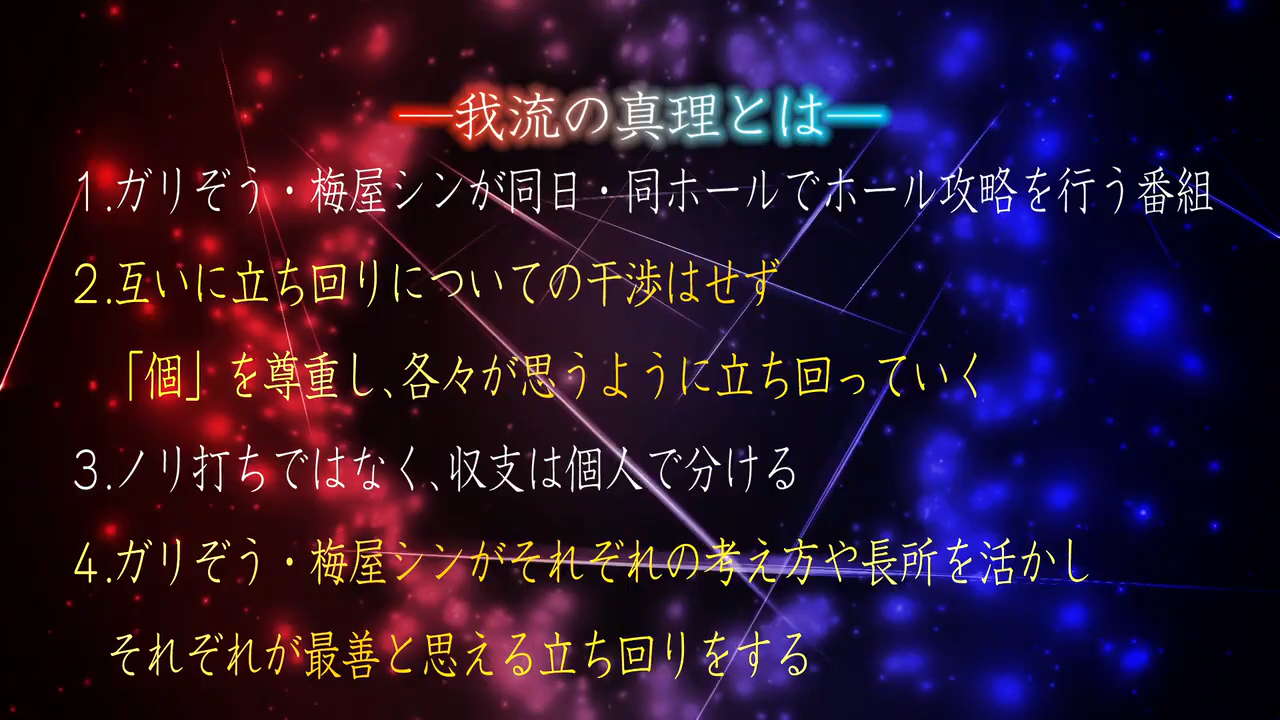 ―我流の真理とは―
1.ガリぞう・梅屋シンが同日・同ホールでホール攻略を行う番組
2.互いに立ち回りについての干渉はせず
「個」を尊重し、各々が思うように立ち回っていく
3.ノリ打ちではなく、収支は個人で分ける
4.ガリぞう・梅屋シンがそれぞれの考え方や長所を活かし
それぞれが最善と思える立ち回りをする